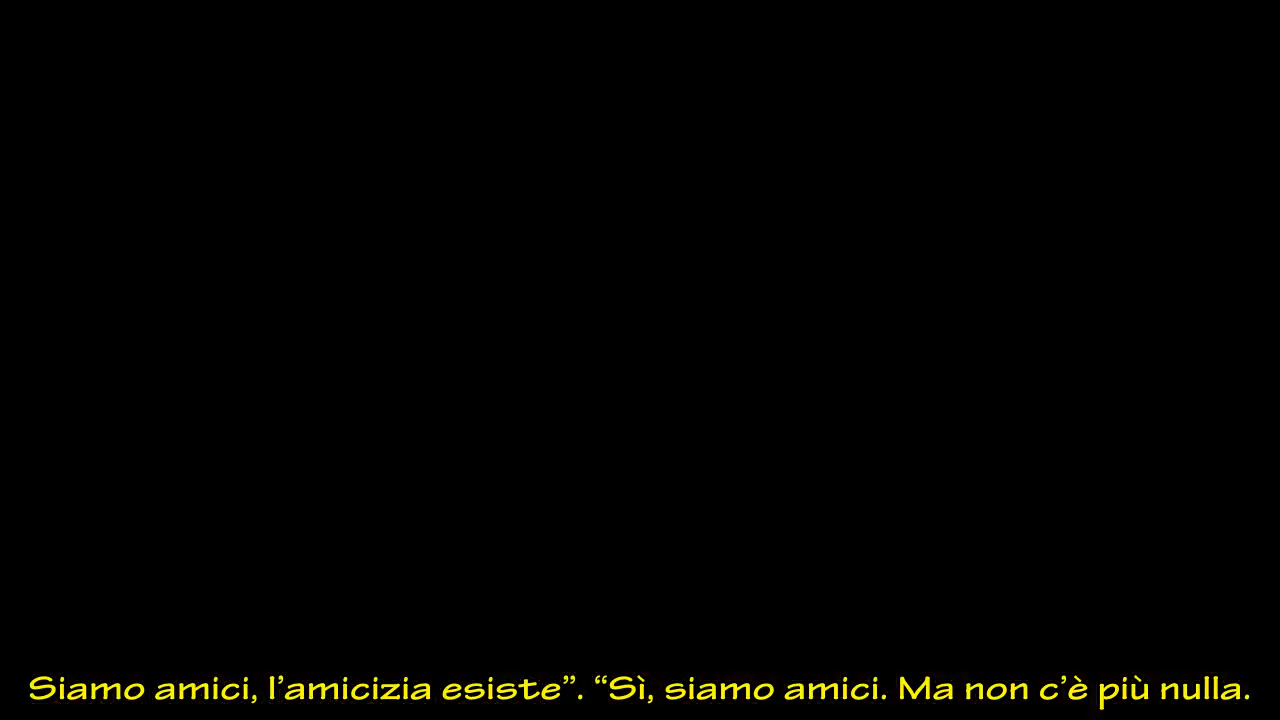 Siamo amici, l’amicizia esiste”. “Sì, siamo amici. Ma non c’è più nulla.